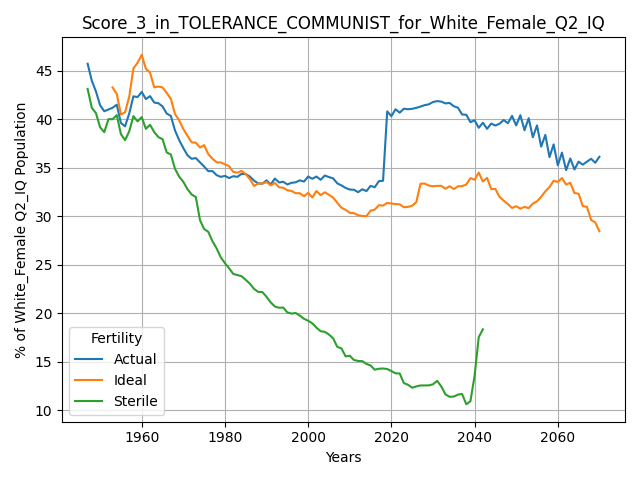 Score_3_in_TOLERANCE_COMMUNIST_for_White_Female_Q2_IQ
% of White_Female Q2_IQ Population
45
40
35
30
25
20
15
10
Fertility
Actual
Ideal
Sterile
1960
1980
2000
2020
2040
2060
Years